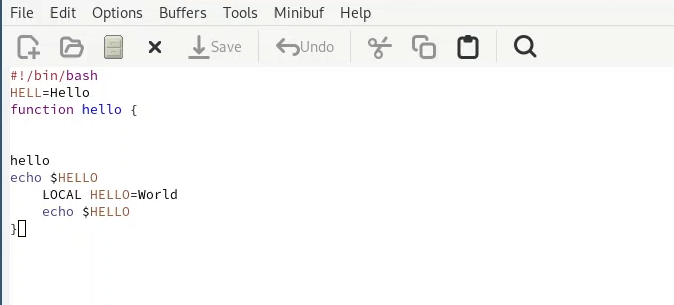 File Edit Options Buffers Tools Minibuf Help
Save Undo
#!/bin/bash
HELL=Hello
function hello {
hello
echo $HELLO
LOCAL HELLO=World
echo $HELLO
}